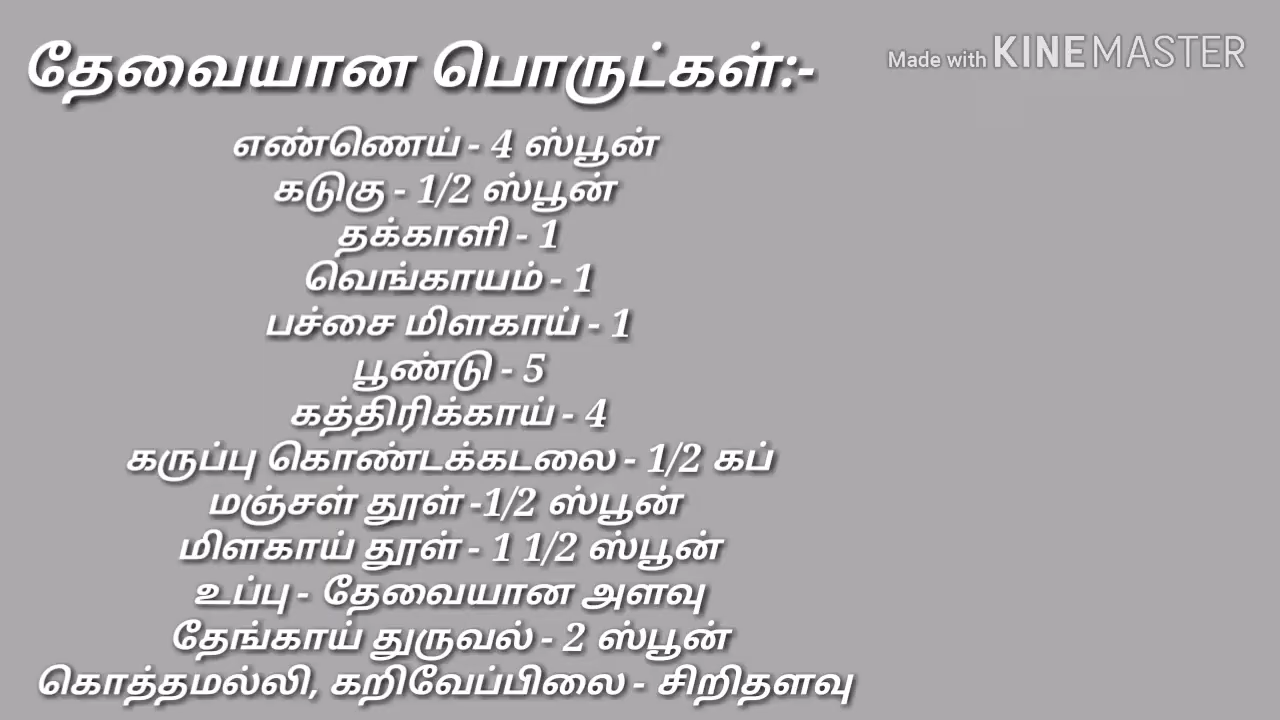 தேவையான பொருட்கள்:-
Made with KINEMASTER
எண்ணெய் - 4 ஸ்பூன்
கடுகு - 1/2 ஸ்பூன்
தக்காளி - 1
வெங்காயம் - 1
பச்சை மிளகாய் - 1
பூண்டு - 5
கத்திரிக்காய் - 4
கருப்பு கொண்டக்கடலை - 1/2 கப்
மஞ்சள் தூள் -1/2 ஸ்பூன்
மிளகாய் தூள் - 1 1/2 ஸ்பூன்
உப்பு - தேவையான அளவு
தேங்காய் துருவல் - 2 ஸ்பூன்
கொத்தமல்லி, கறிவேப்பிலை - சிறிதளவு